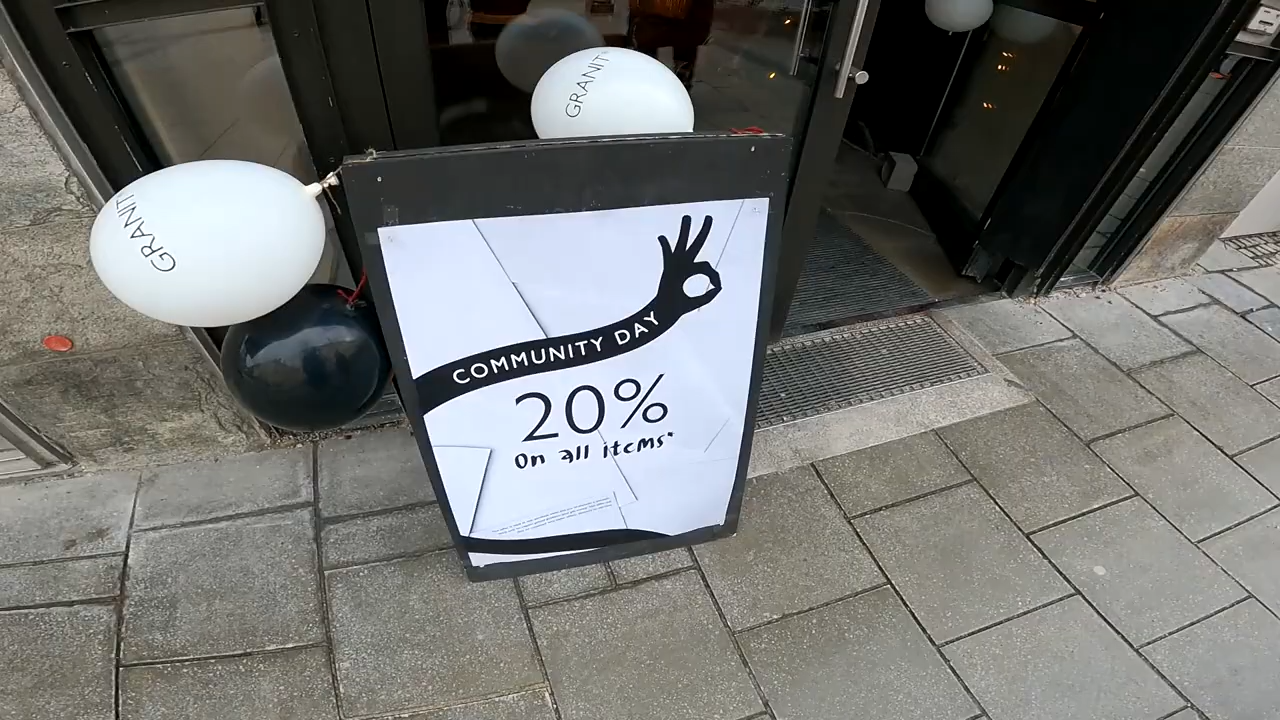 GRANIT
GRANIT
COMMUNITY DAY
20%
On all items*